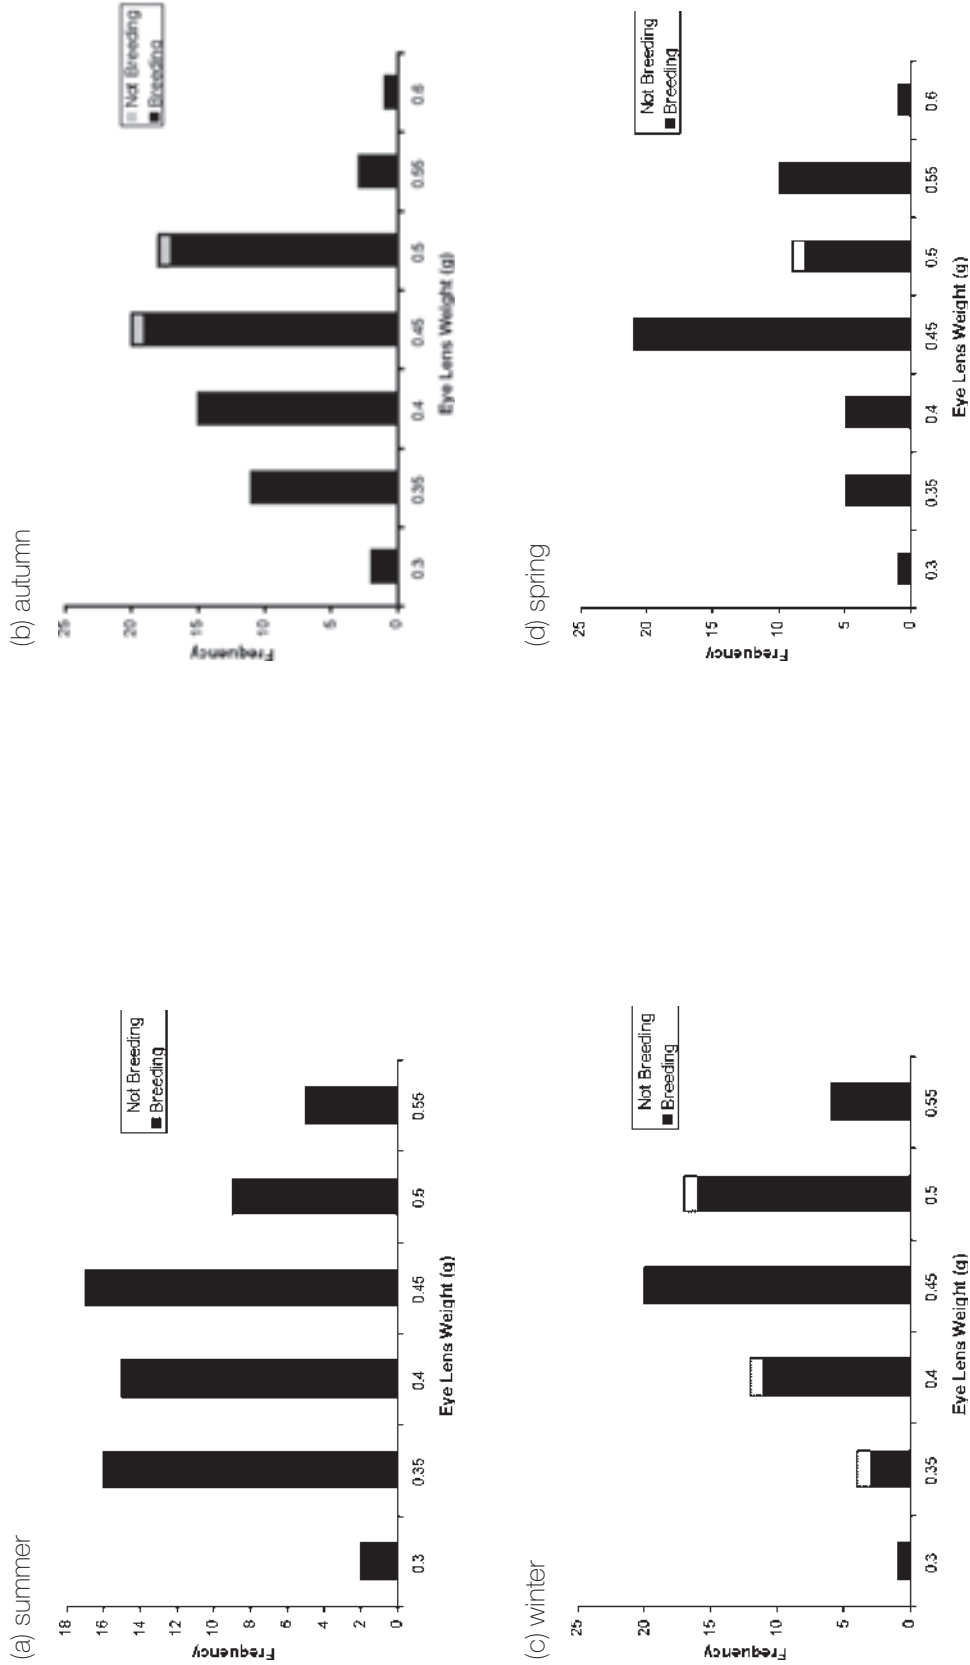 (a) summer
18
16
14
12
10
8
6
4
2
0
Frequency
0.3 0.35 0.4 0.45 0.5 0.55
Eye Lens Weight (g)
Not Breeding
Breeding
(b) autumn
25
20
15
10
5
0
Frequency
0.3 0.35 0.4 0.45 0.5 0.55 0.6
Eye Lens Weight (g)
Not Breeding
Breeding
(c) winter
25
20
15
10
5
0
Frequency
0.3 0.35 0.4 0.45 0.5 0.55
Eye Lens Weight (g)
Not Breeding
Breeding
(d) spring
25
20
15
10
5
0
Frequency
0.3 0.35 0.4 0.45 0.5 0.55 0.6
Eye Lens Weight (g)
Not Breeding
Breeding